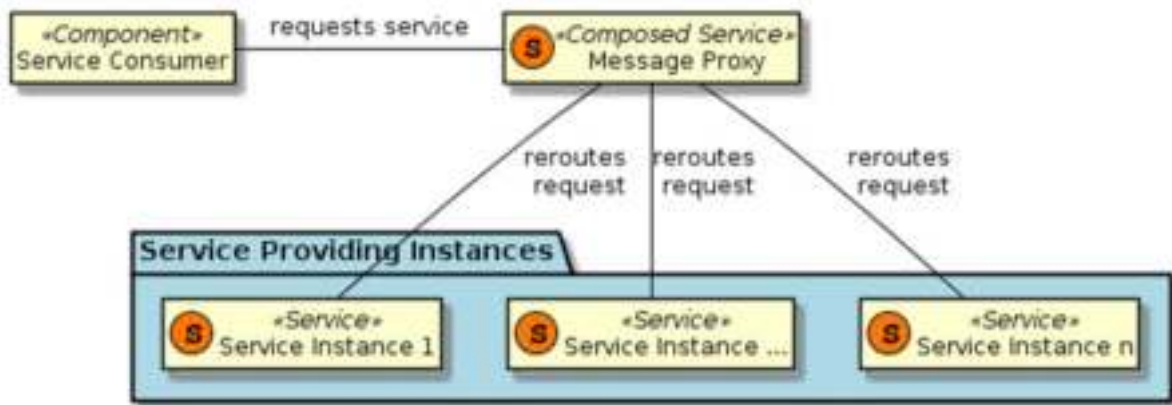 «Component»
Service Consumer
requests service
S
«Composed Service»
Message Proxy
reroutes
request
reroutes
request
reroutes
request
Service Providing Instances
S
«Service»
Service Instance 1
S
«Service»
Service Instance ...
S
«Service»
Service Instance n